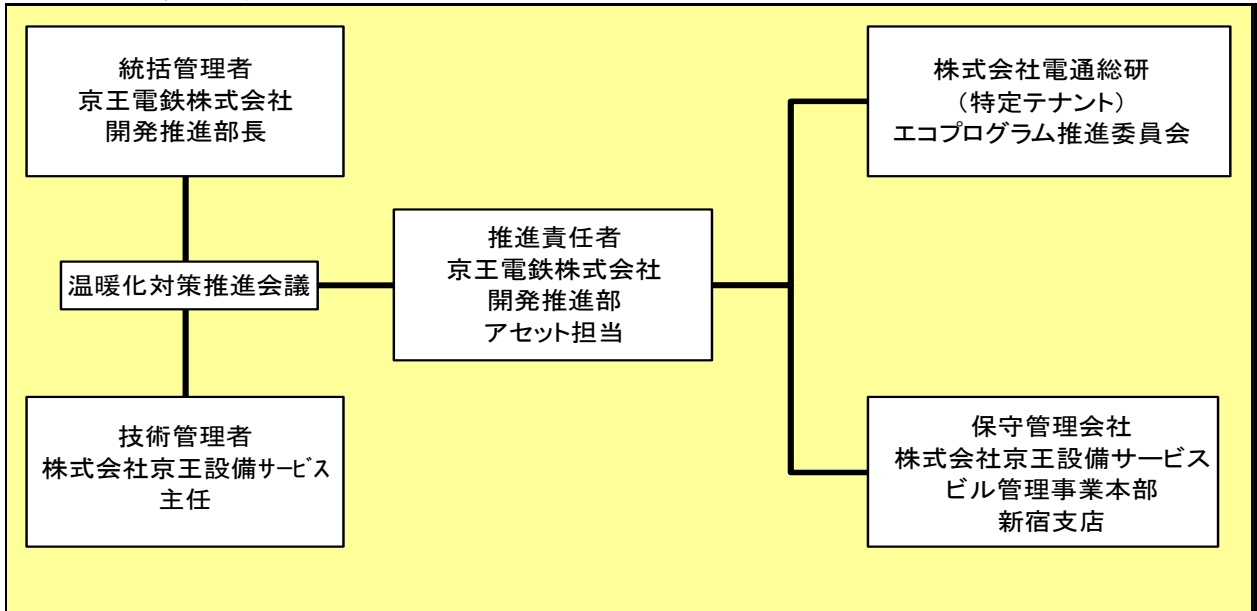 統括管理者
京王電鉄株式会社
開発推進部長
温暖化対策推進会議
技術管理者
株式会社京王設備ｻｰﾋﾞｽ
主任
推進責任者
京王電鉄株式会社
開発推進部
アセット担当
株式会社電通総研
（特定テナント）
エコプログラム推進委員会
保守管理会社
株式会社京王設備サービス
ビル管理事業本部
新宿支店